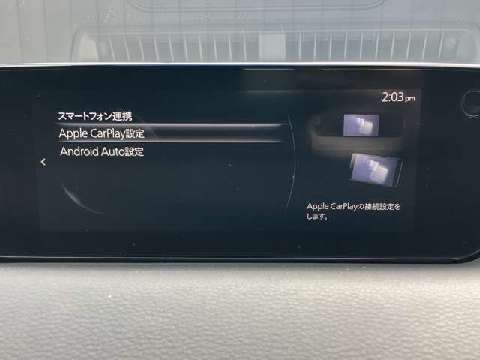 2:03 pm
スマートフォン連携
Apple CarPlay設定
Android Auto設定
Apple CarPlayの接続設定を
します。